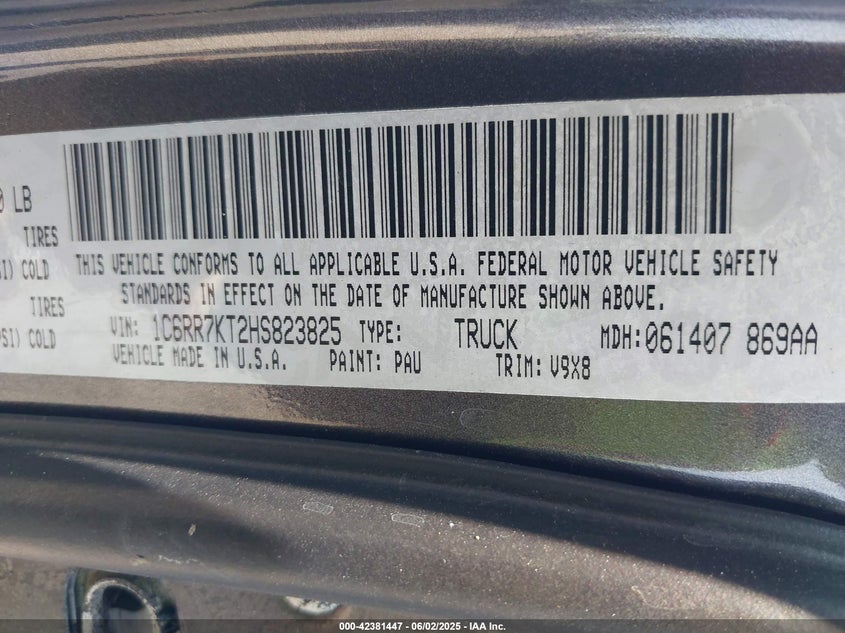 0 LB
TIRES
SI) COLD
TIRES
PSI) COLD
THIS VEHICLE CONFORMS TO ALL APPLICABLE U.S.A. FEDERAL MOTOR VEHICLE SAFETY
STANDARDS IN EFFECT ON THE DATE OF MANUFACTURE SHOWN ABOVE.
VIN: 1C6RR7KT2HS823825 TYPE: TRUCK MDH:061407 869AA
VEHICLE MADE IN U.S.A. PAINT: PAU TRIM: V9X8
000-42381447 - 06/02/2025 - IAA Inc.